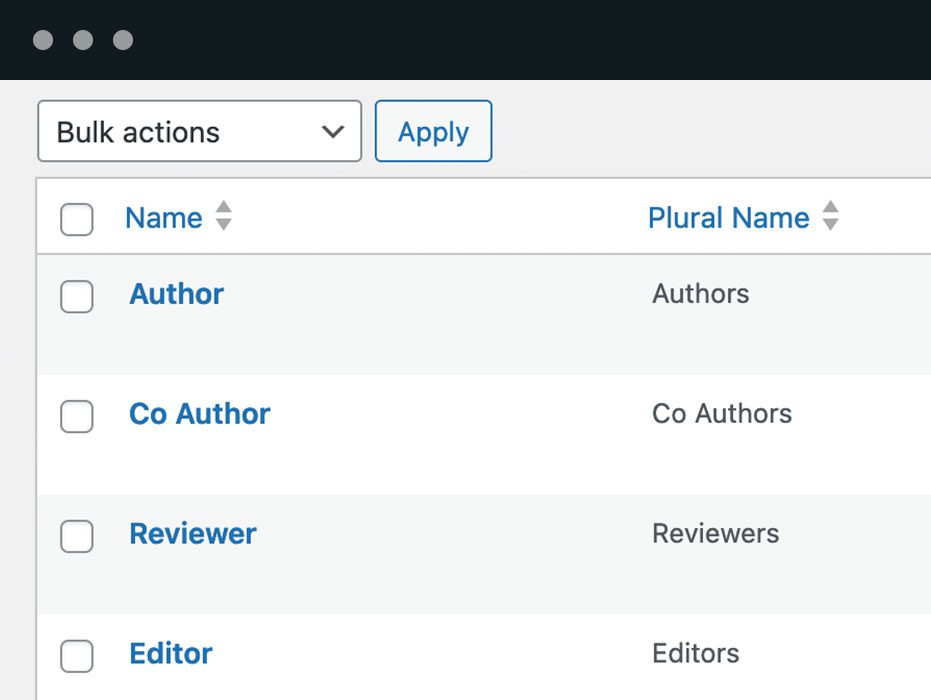 Bulk actions Apply
Name Plural Name
Author Authors
Co Author Co Authors
Reviewer Reviewers
Editor Editors